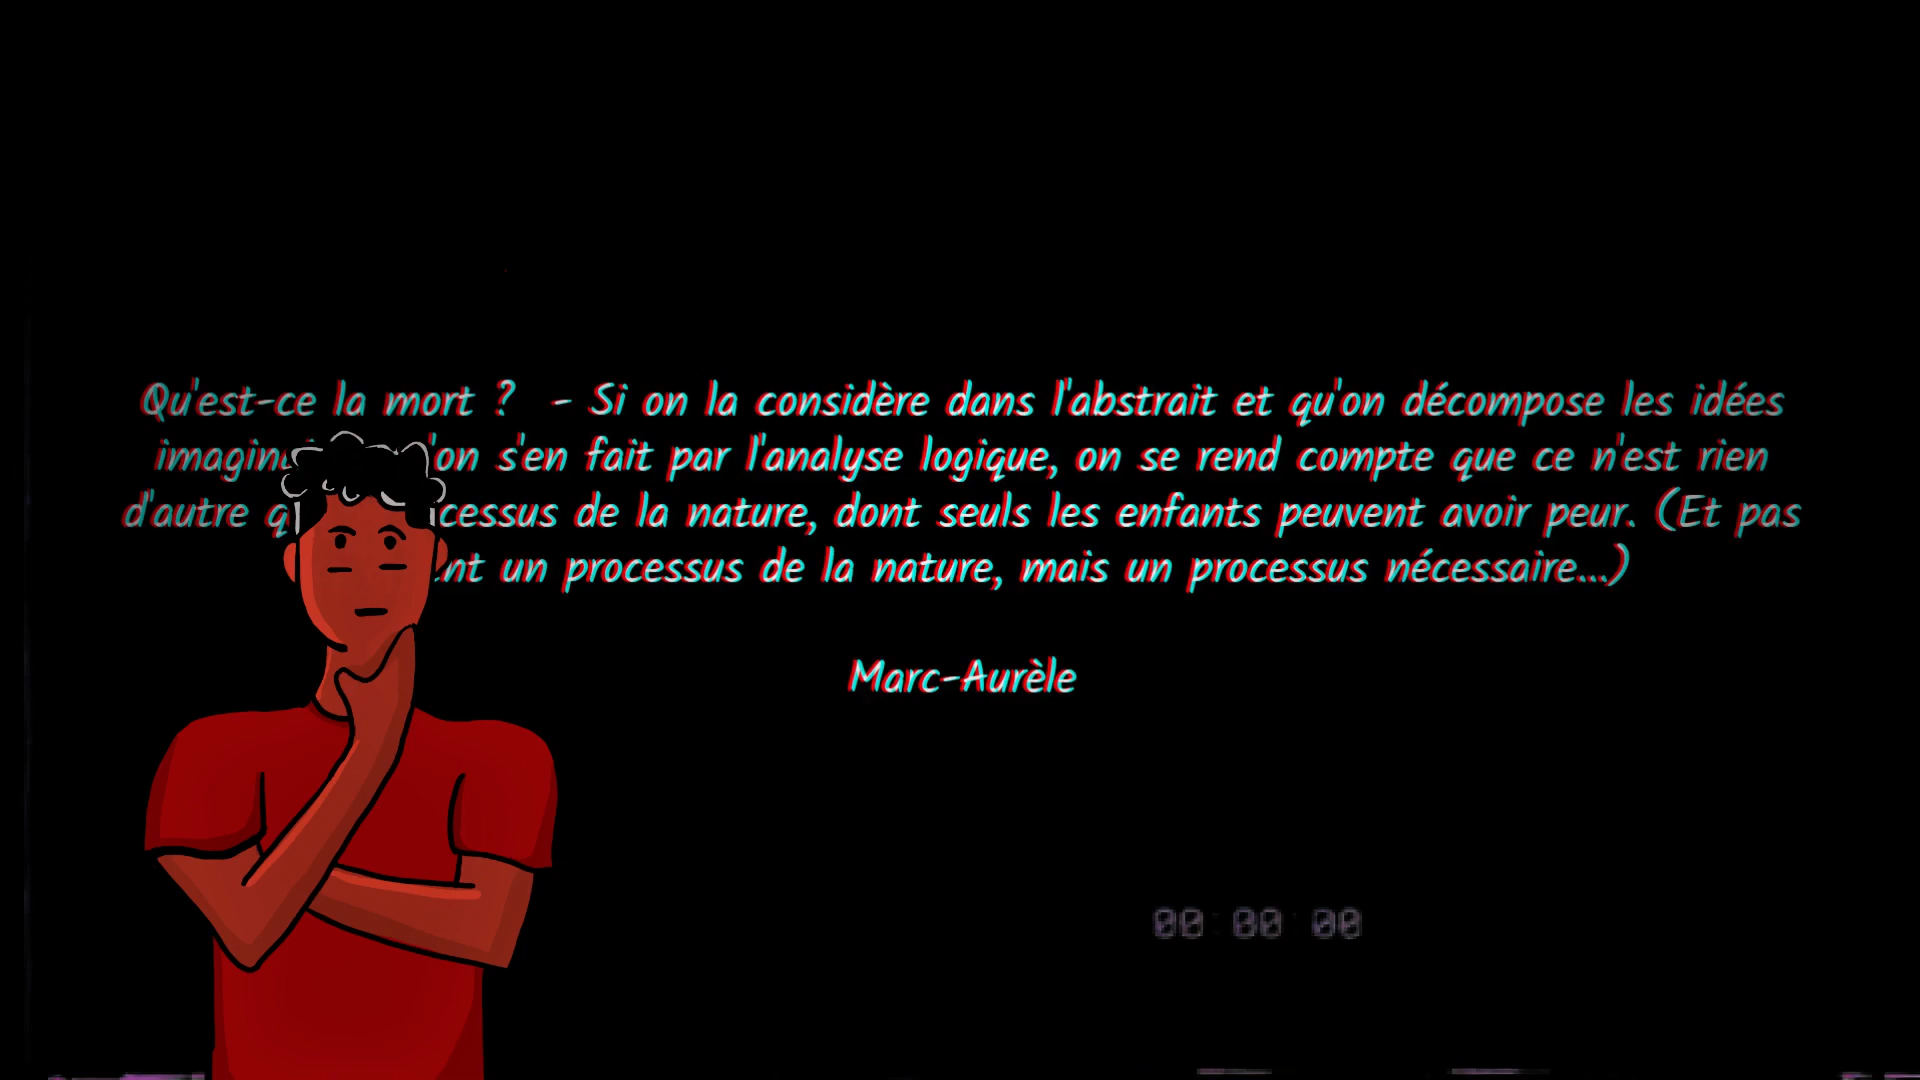 Qu'est-ce la mort ? - Si on la considère dans l'abstrait et qu'on décompose les idées
'on s'en fait par l'analyse logique, on se rend compte que ce n'est rien
d'autre de la nature, dont seuls les enfants peuvent avoir peur. (Et pas
un processus de la nature, mais un processus nécessaire...)
Marc-Aurèle
00:00:00